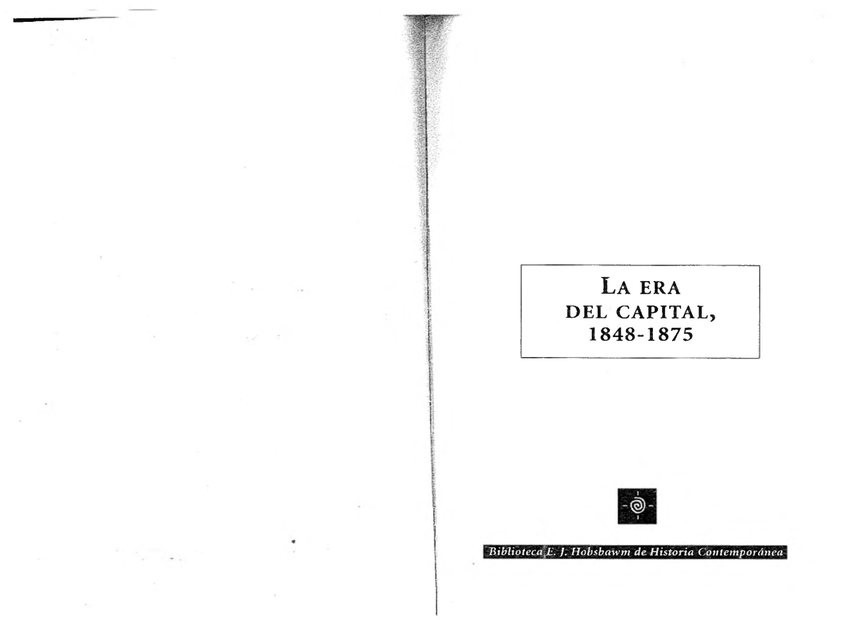 LA ERA
DEL CAPITAL,
1848-1875
Biblioteca E. J. Hobsbawm de Historia Contemporánea